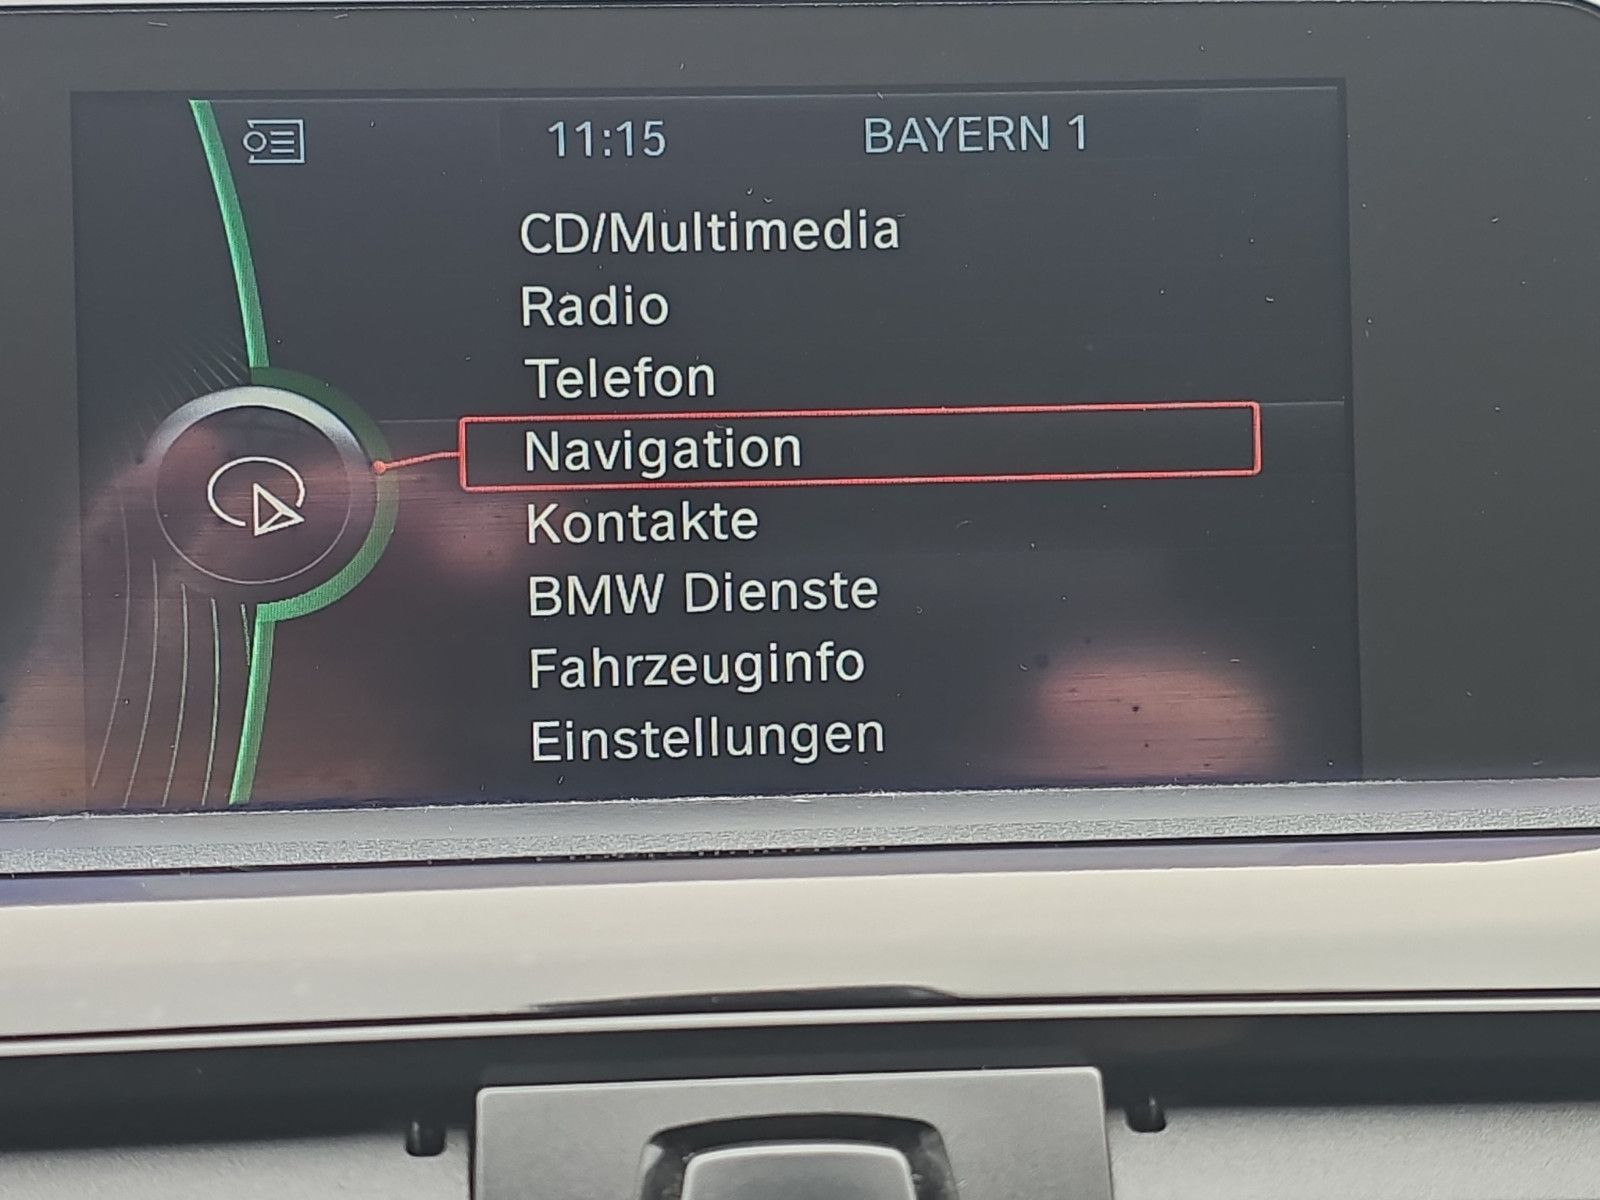 11:15 BAYERN 1
CD/Multimedia
Radio
Telefon
Navigation
Kontakte
BMW Dienste
Fahrzeuginfo
Einstellungen